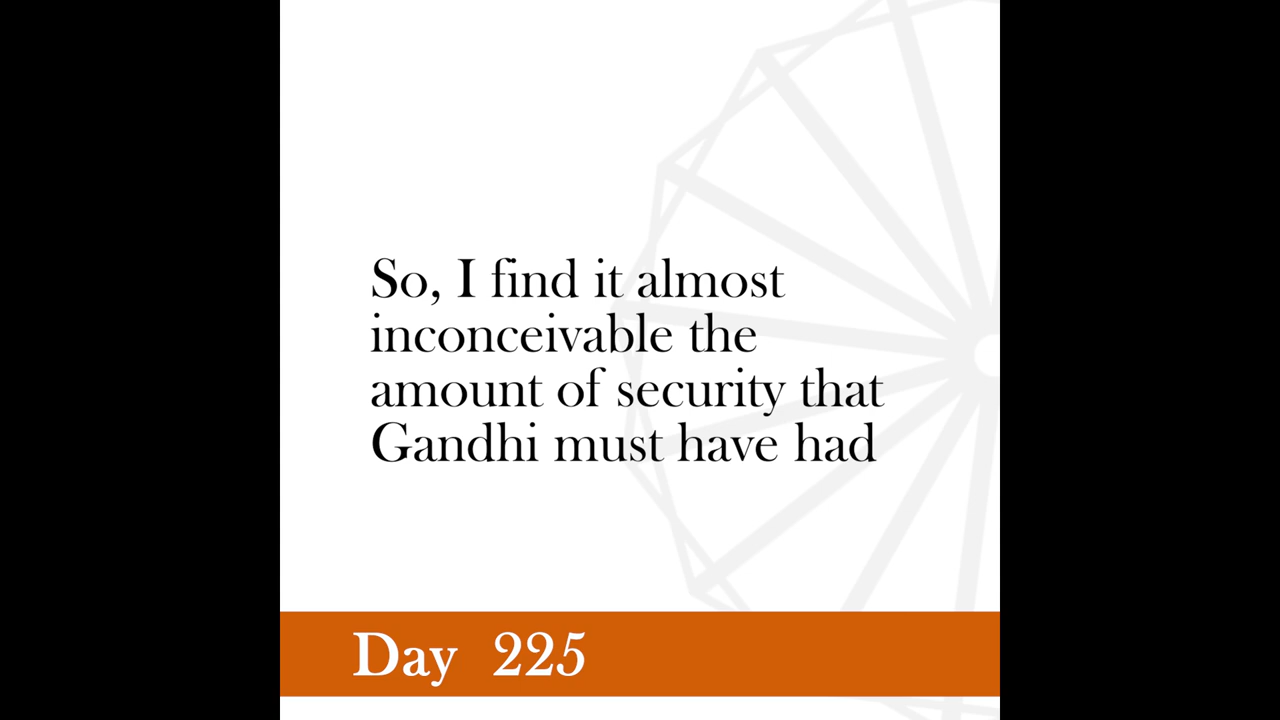 So, I find it almost
inconceivable the
amount of security that
Gandhi must have had
Day 225